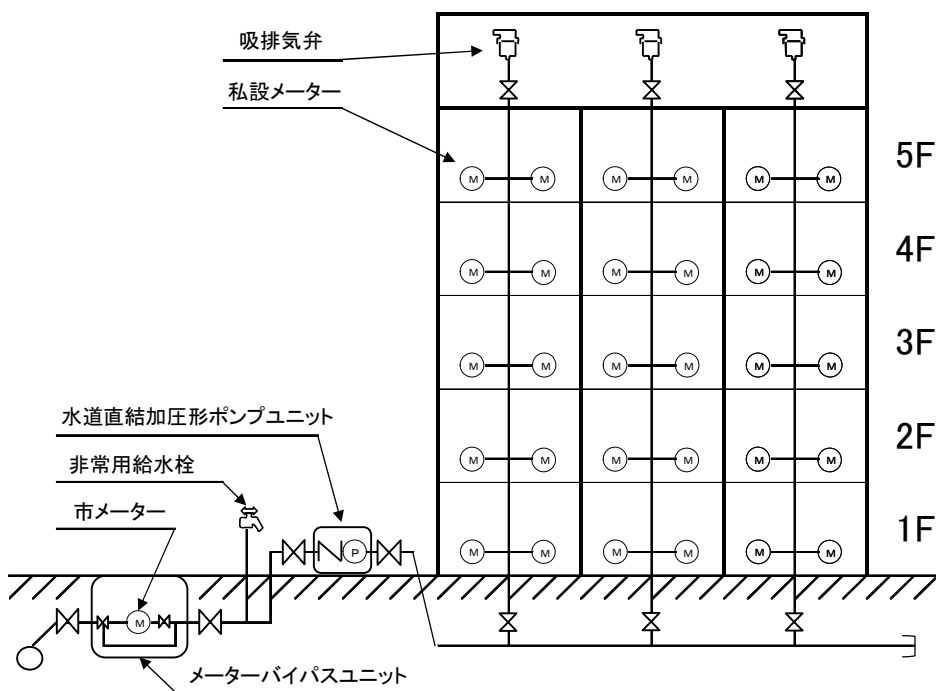 吸排気弁
私設メーター
M M M M M M 5F
M M M M M M 4F
M M M M M M 3F
水道直結加圧形ポンプユニット
非常用給水栓
M M M M M M 2F
市メーター
P
M M M M M M 1F
M
メーターバイパスユニット